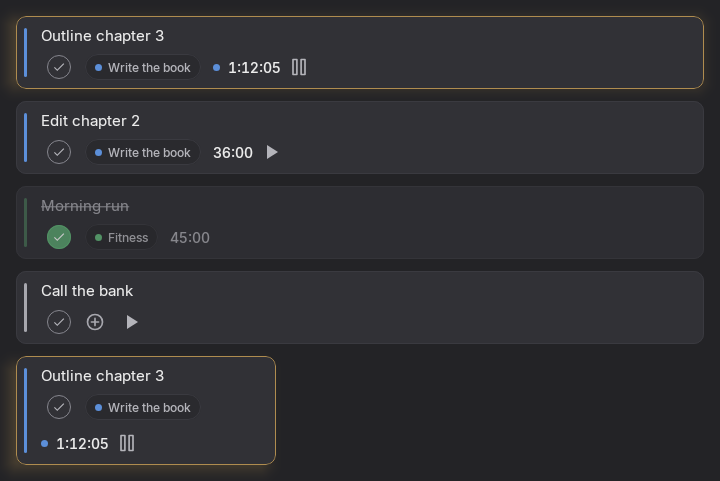 Outline chapter 3
Write the book 1:12:05
Edit chapter 2
Write the book 36:00
Morning run
Fitness 45:00
Call the bank
Outline chapter 3
Write the book
1:12:05